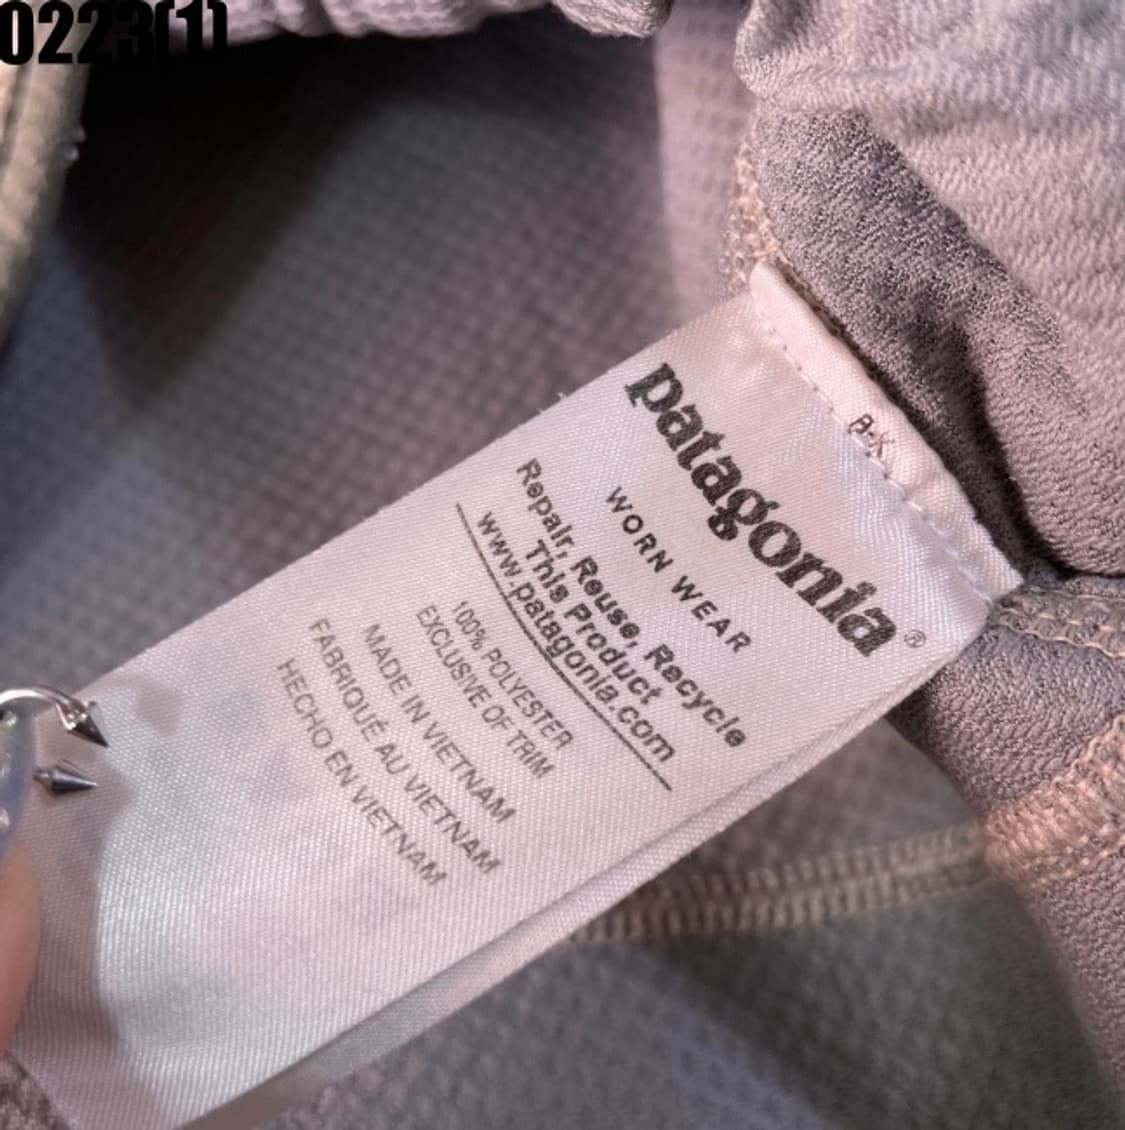 0223(1)
patagonia®
WORN WEAR
Repair, Reuse, Recycle
This Product
www.patagonia.com
100% POLYESTER
EXCLUSIVE OF TRIM
MADE IN VIETNAM
FABRIQUÉ AU VIETNAM
HECHO EN VIETNAM